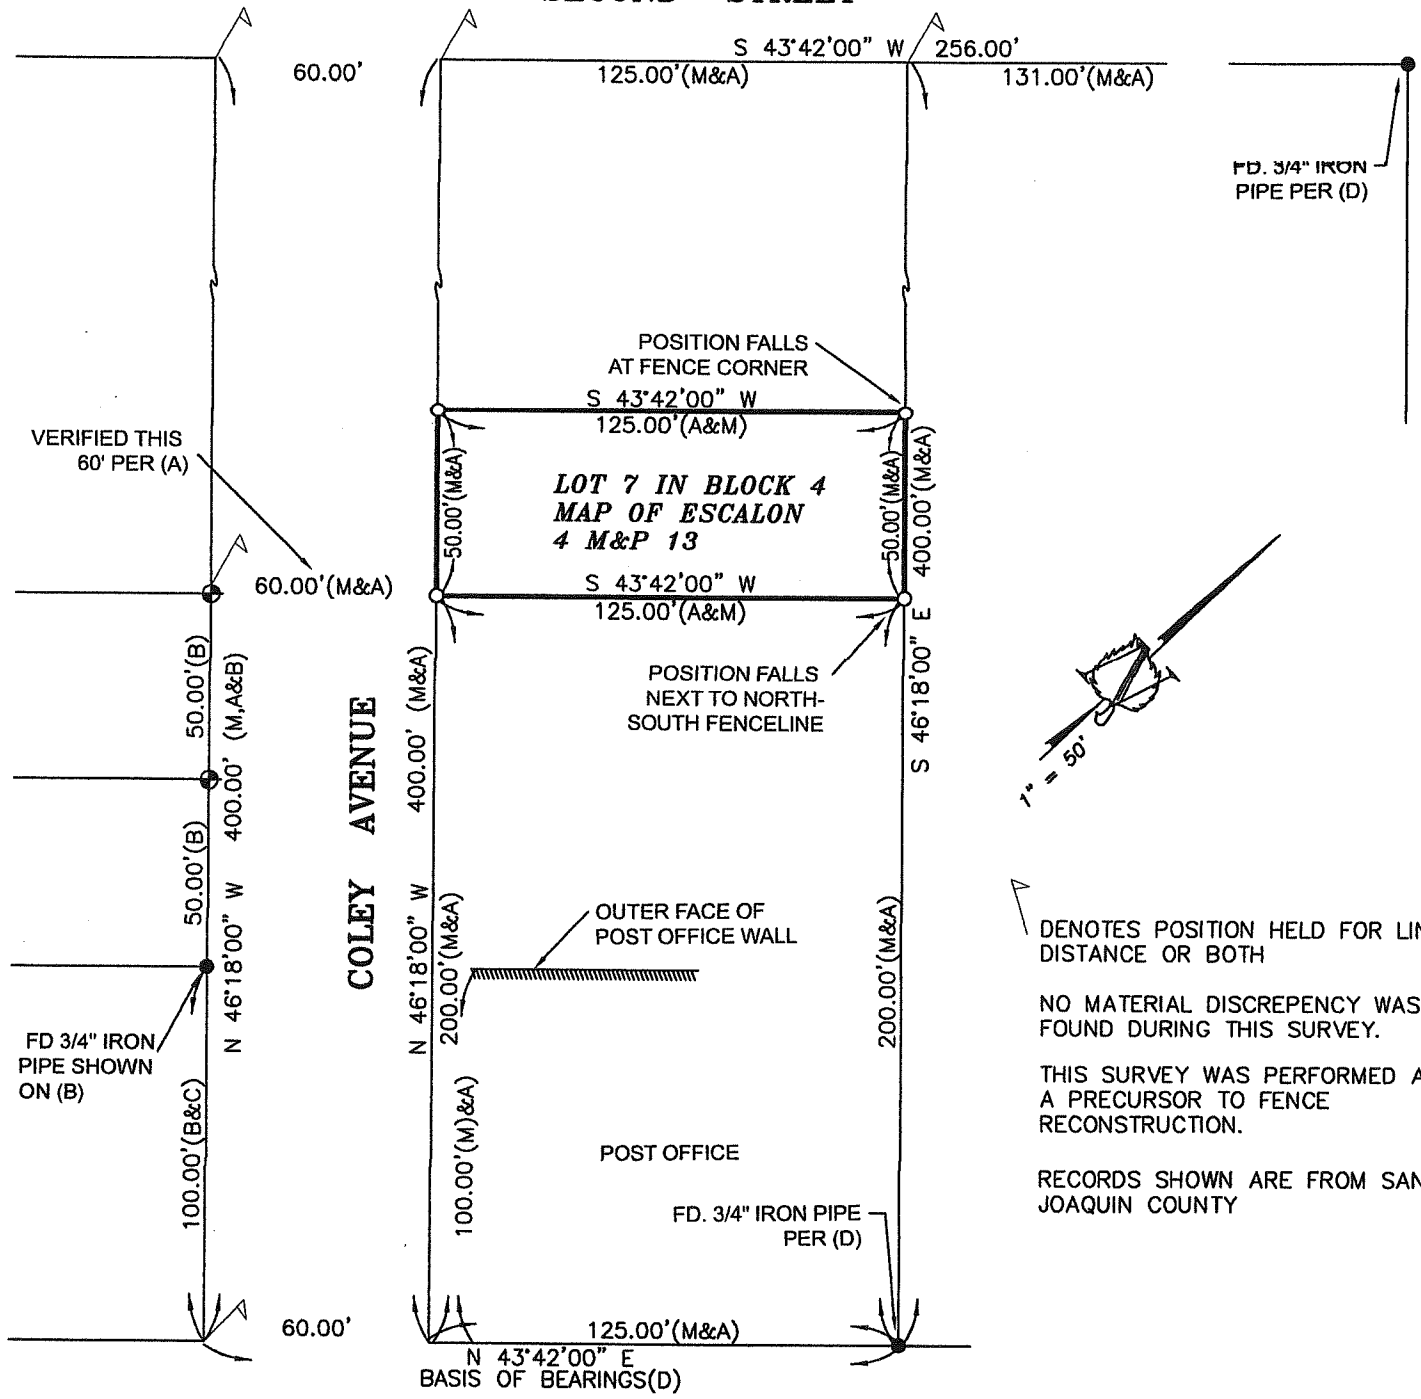 SECOND STREET
S 43°42'00" W 256.00'
60.00'
125.00'(M&A)
131.00'(M&A)
FD. 3/4" IRON
PIPE PER (D)
POSITION FALLS
AT FENCE CORNER
S 43°42'00" W
125.00'(A&M)
VERIFIED THIS
60' PER (A)
50.00'(M&A)
LOT 7 IN BLOCK 4
MAP OF ESCALON
4 M&P 13
50.00'(M&A)
400.00'(M&A)
60.00'(M&A)
S 43°42'00" W
125.00'(A&M)
50.00'(B)
(M,A&B)
400.00'
N 46°18'00" W
COLEY AVENUE
400.00' (M&A)
N 46°18'00" W
POSITION FALLS
NEXT TO NORTH-
SOUTH FENCELINE
S 46°18'00" E
1" = 50'
50.00'(B)
200.00'(M&A)
OUTER FACE OF
POST OFFICE WALL
200.00'(M&A)
DENOTES POSITION HELD FOR
DISTANCE OR BOTH
NO MATERIAL DISCREPENCY WAS
FOUND DURING THIS SURVEY.
FD 3/4" IRON
PIPE SHOWN
ON (B)
THIS SURVEY WAS PERFORMED
A PRECURSOR TO FENCE
RECONSTRUCTION.
100.00'(B&C)
100.00'(M)&A)
POST OFFICE
RECORDS SHOWN ARE FROM SAN
JOAQUIN COUNTY
FD. 3/4" IRON PIPE
PER (D)
60.00'
125.00'(M&A)
N 43°42'00" E
BASIS OF BEARINGS(D)